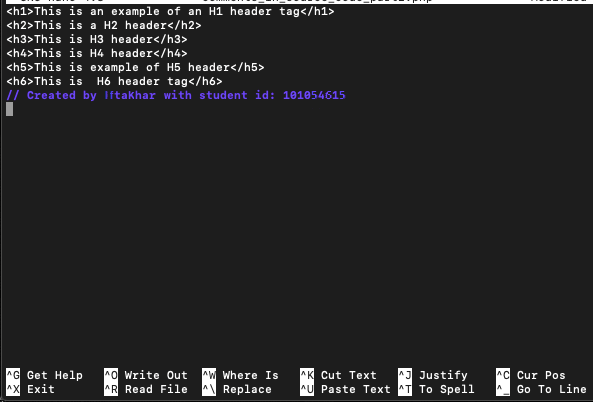 <h1>This is an example of an H1 header tag</h1>
<h2>This is a H2 header</h2>
<h3>This is H3 header</h3>
<h4>This is H4 header</h4>
<h5>This is example of H5 header</h5>
<h6>This is  H6 header tag</h6>
// Created by with student id: 101054615
^G Get Help ^O Write Out ^W Where Is ^K Cut Text ^J Justify ^C Cur Pos
^X Exit ^R Read File ^\ Replace ^U Paste Text ^T To Spell ^_ Go To Line